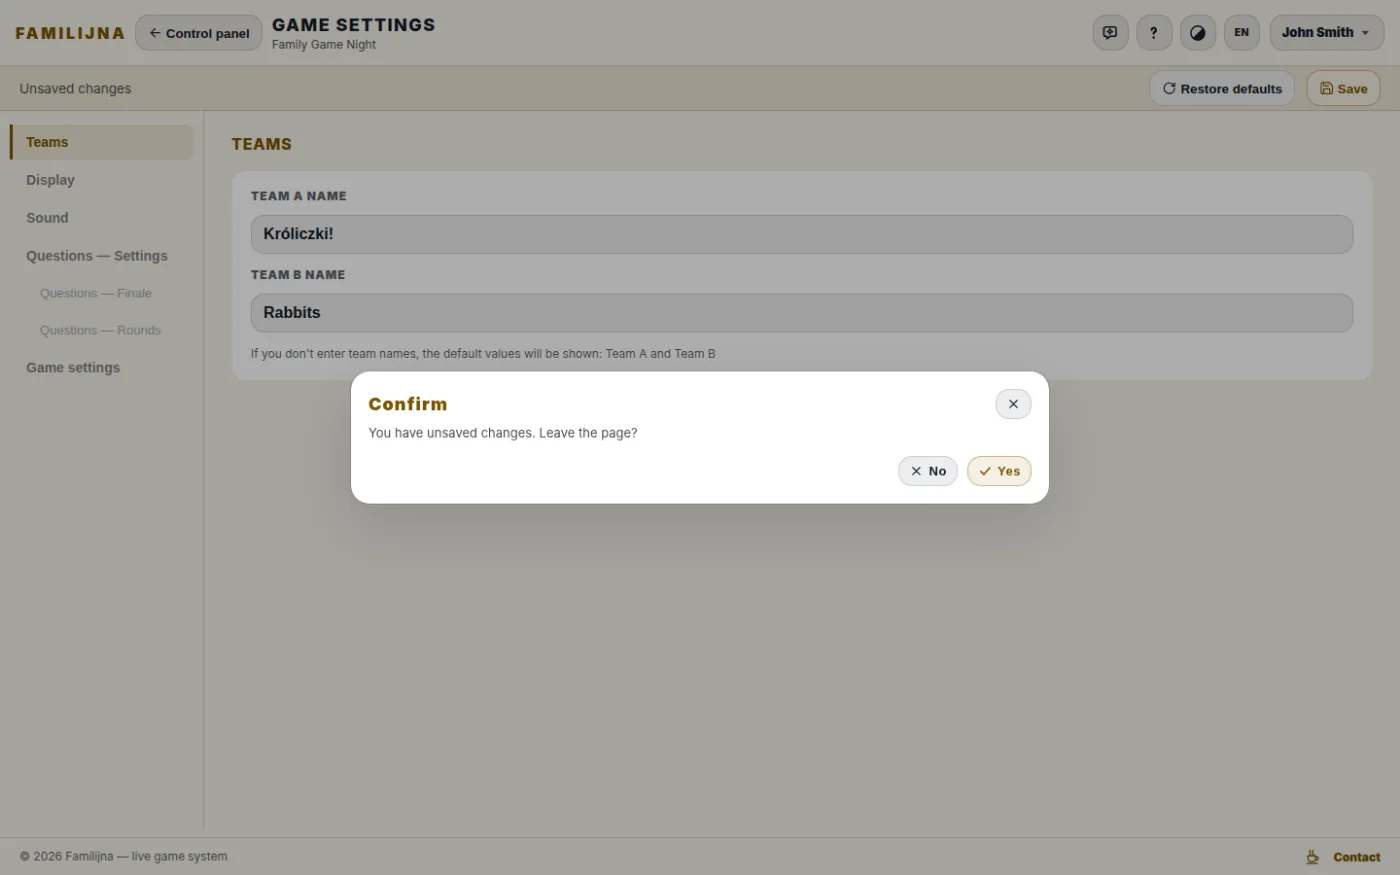 FAMILIJNA
Control panel
GAME SETTINGS
Family Game Night
?
EN
John Smith
Unsaved changes
Restore defaults
Save
Teams
Display
Sound
Questions — Settings
Questions — Finale
Questions — Rounds
Game settings
TEAMS
TEAM A NAME
Króliczki!
TEAM B NAME
Rabbits
If you don't enter team names, the default values will be shown: Team A and Team B
Confirm
You have unsaved changes. Leave the page?
No
Yes
© 2026 Familijna — live game system
Contact